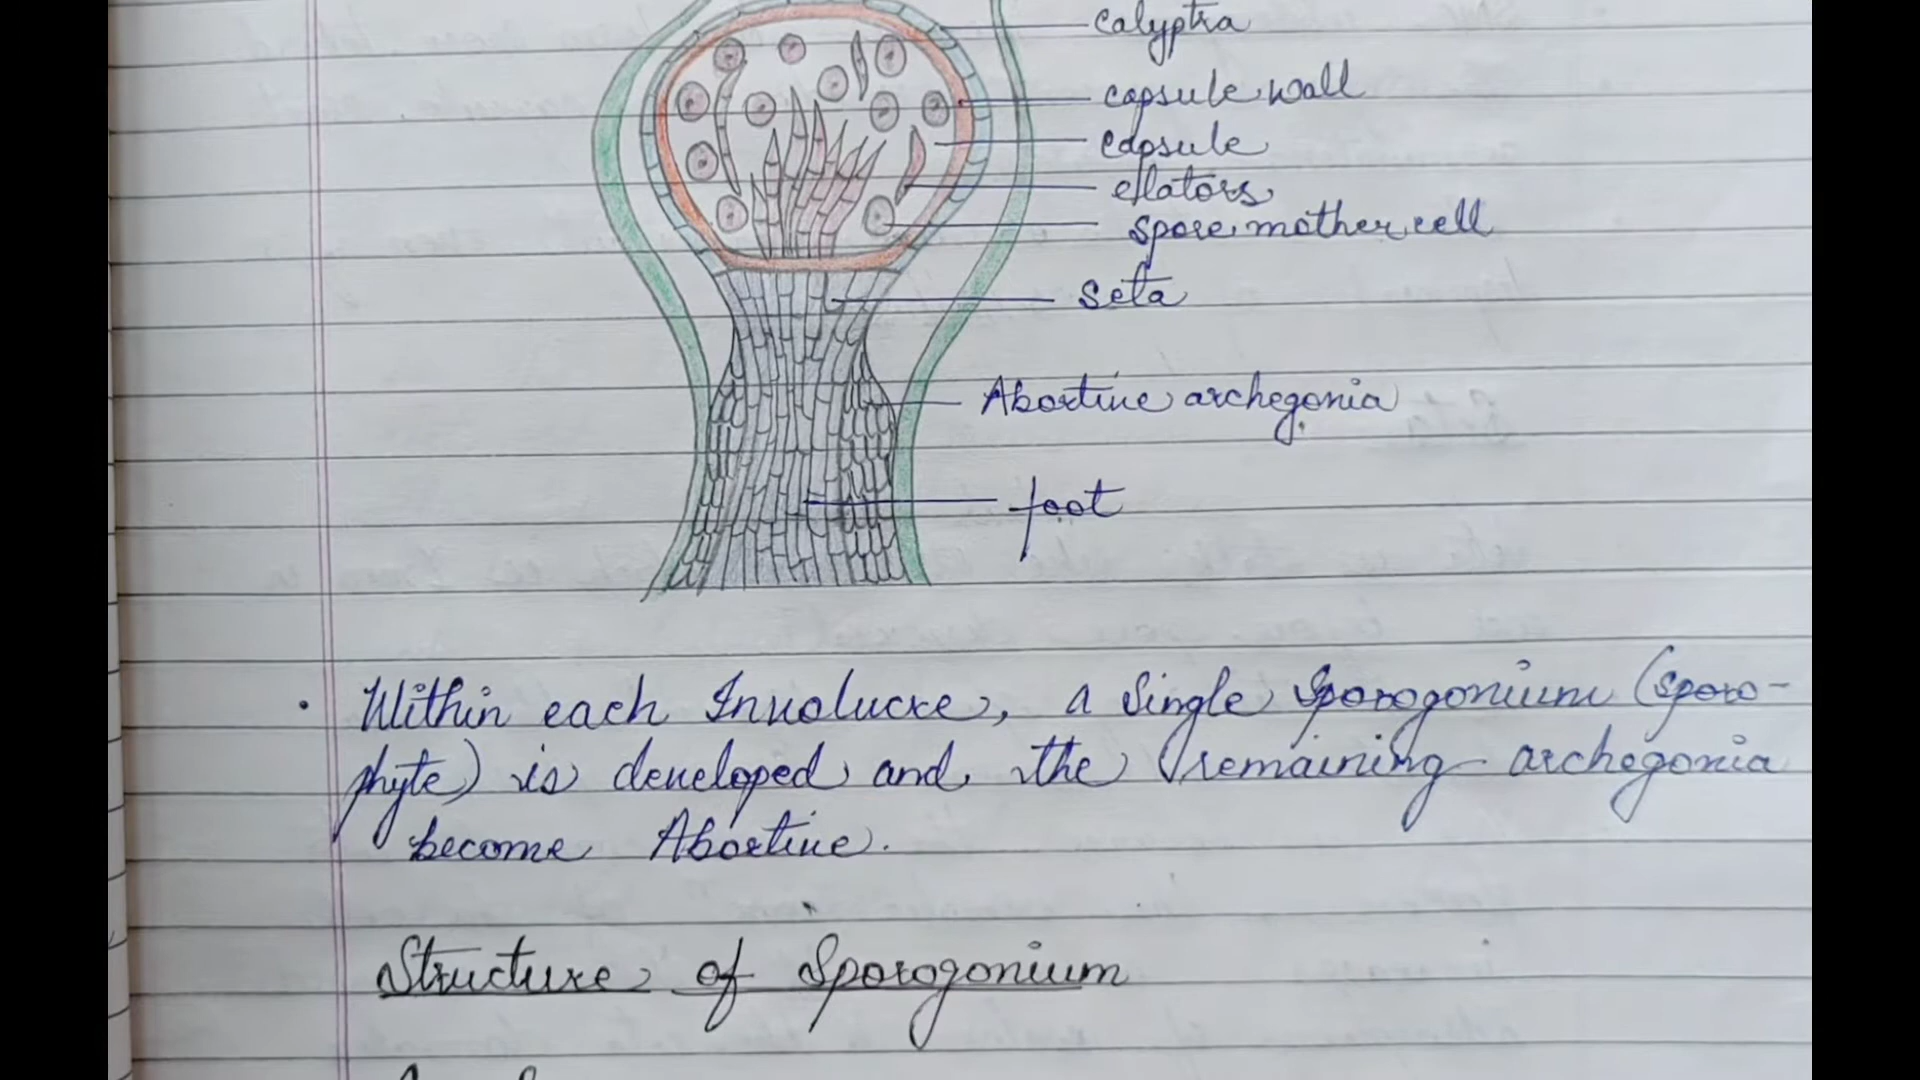 Calyptra
capsule wall
capsule
ellators
spore mother cell
Seta
Abortive archegonia
foot
• Within each Involucre, a Single Sporogonium (sporo-
phyte) is developed and the remaining archegonia
become Abortive.
Structure of Sporogonium